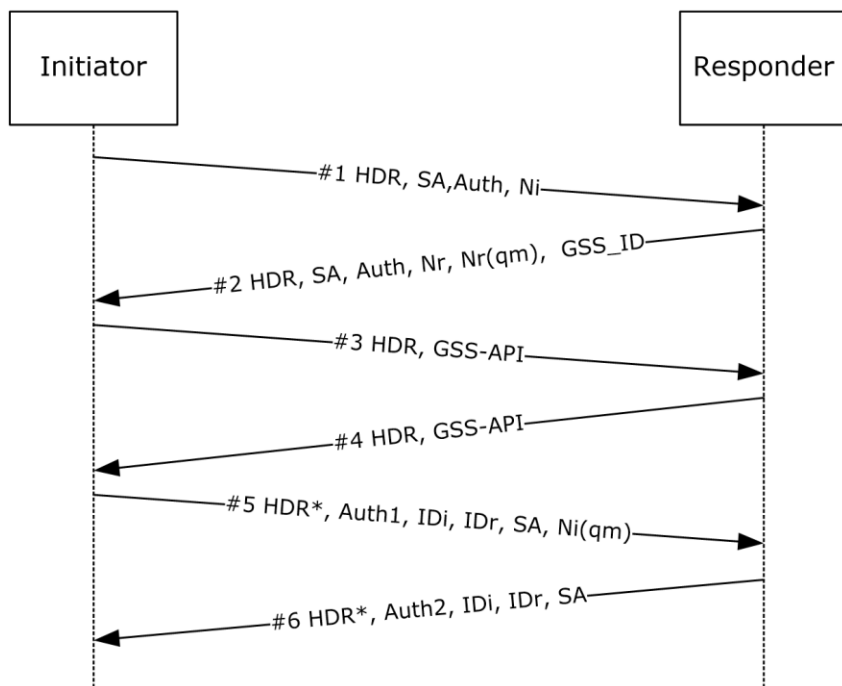 Initiator
Responder
#1 HDR, SA,Auth, Ni
#2 HDR, SA, Auth, Nr, Nr(qm), GSS_ID
#3 HDR, GSS-API
#4 HDR, GSS-API
#5 HDR*, Auth1, IDi, IDr, SA, Ni(qm)
#6 HDR*, Auth2, IDi, IDr, SA